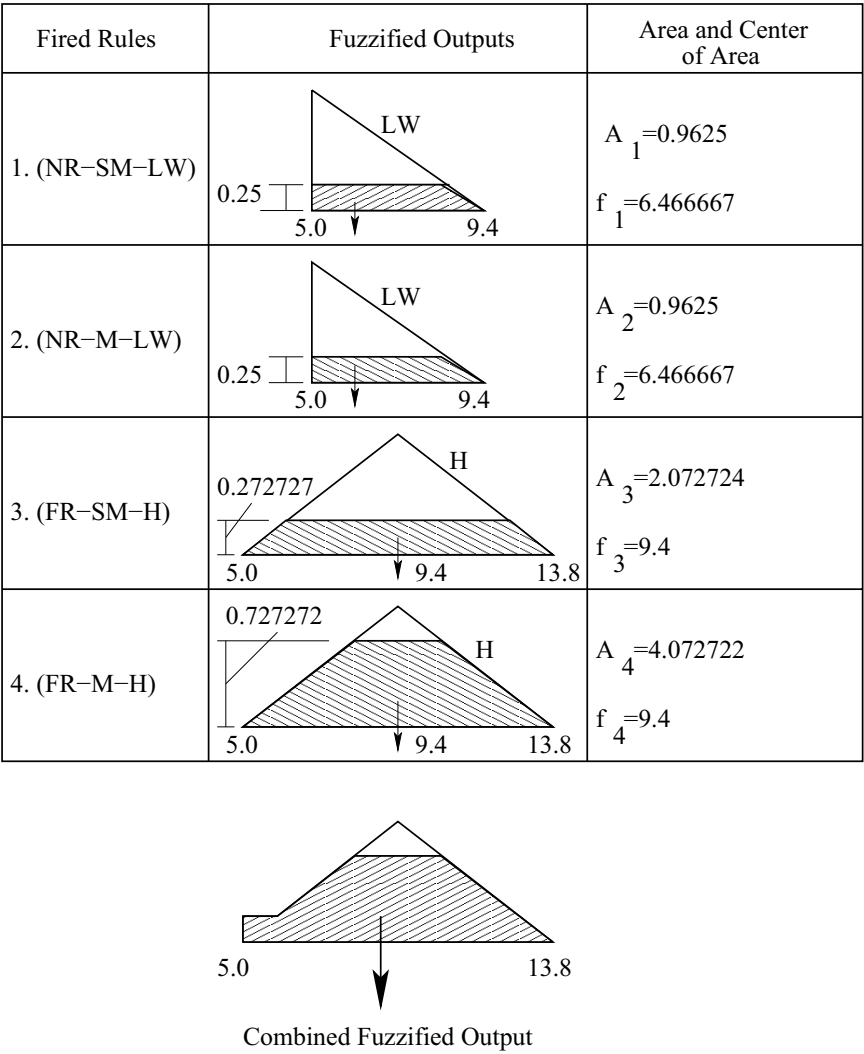 Fired Rules
Fuzzified Outputs
Area and Center
of Area
1. (NR−SM−LW)
LW
0.25
5.0 9.4
A 1=0.9625
f 1=6.466667
2. (NR−M−LW)
LW
0.25
5.0 9.4
A 2=0.9625
f 2=6.466667
3. (FR−SM−H)
H
0.272727
5.0 9.4 13.8
A 3=2.072724
f 3=9.4
4. (FR−M−H)
0.727272
H
5.0 9.4 13.8
A 4=4.072722
f 4=9.4
5.0 13.8
Combined Fuzzified Output